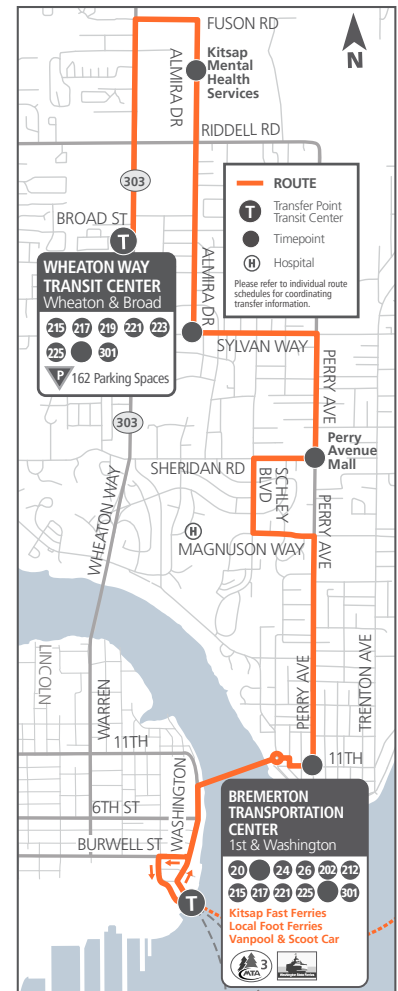 FUSON RD
N
ALMIRA DR
Kitsap
Mental
Health
Services
RIDDELL RD
303
BROAD ST
T
ROUTE
T
Transfer Point
Transit Center
Timepoint
H
Hospital
Please refer to individual route
schedules for coordinating
transfer information.
WHEATON WAY
TRANSIT CENTER
Wheaton & Broad
215 217 219 221 223
225 301
P
162 Parking Spaces
ALMIRA DR
SYLVAN WAY
PERRY AVE
303
Perry
Avenue
Mall
SHERIDAN RD
SCHLEY
BLVD
PERRY AVE
WHEATON WAY
H
MAGNUSON WAY
LINCOLN
WARREN
PERRY AVE
TRENTON AVE
11TH
11TH
WASHINGTON
6TH ST
BURWELL ST
T
BREMERTON
TRANSPORTATION
CENTER
1st & Washington
20 24 26 202 212
215 217 221 225 301
Kitsap Fast Ferries
Local Foot Ferries
Vanpool & Scoot Car
MTA
3
Washington State Ferries